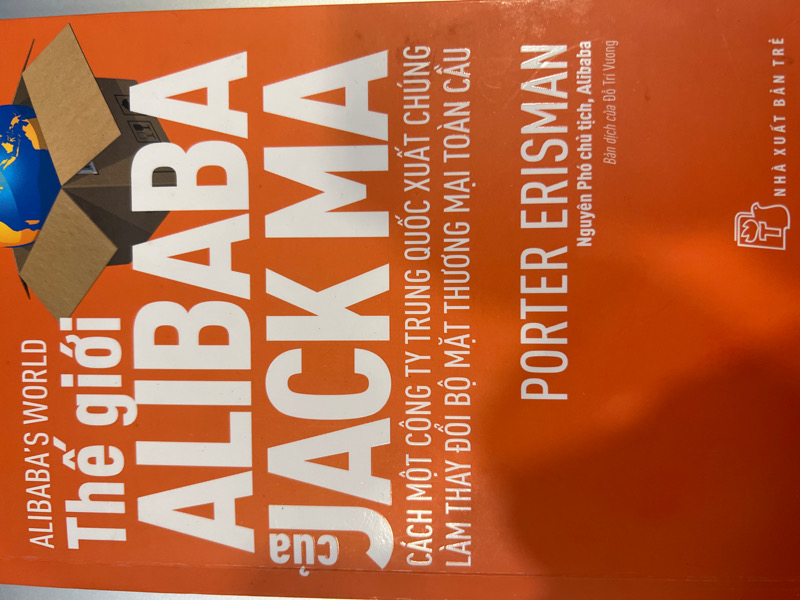 ALIBABA'S WORLD
Thế giới
ALIBABA
của
JACK MA
CÁCH MỘT CÔNG TY TRUNG QUỐC XUẤT CHÚNG
LÀM THAY ĐỔI BỘ MẶT THƯƠNG MẠI TOÀN CẦU
PORTER ERISMAN
Nguyên Phó chủ tịch, Alibaba
Bản dịch của Đỗ Trí Vương
T
NHÀ XUẤT BẢN TRẺ